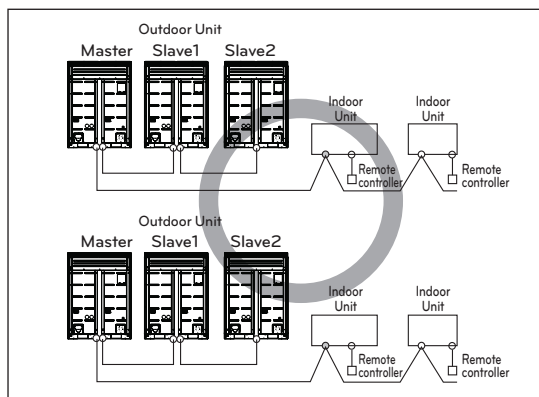 Outdoor Unit
Master Slave1 Slave2
Indoor Unit
Indoor Unit
Remote controller
Remote controller
Outdoor Unit
Master Slave1 Slave2
Indoor Unit
Indoor Unit
Remote controller
Remote controller